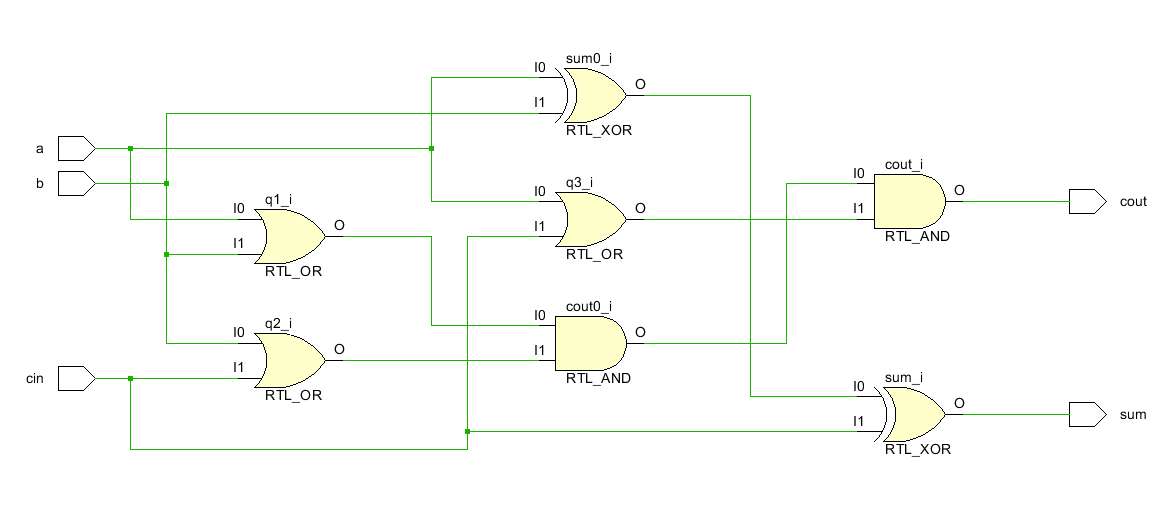 sum0_i
I0
O
I1
RTL_XOR
a
b
cout_i
I0
O
I1
RTL_AND
cout
q3_i
I0
O
I1
RTL_OR
q1_i
I0
O
I1
RTL_OR
cout0_i
I0
O
I1
RTL_AND
q2_i
I0
O
I1
RTL_OR
cin
sum_i
I0
O
I1
RTL_XOR
sum